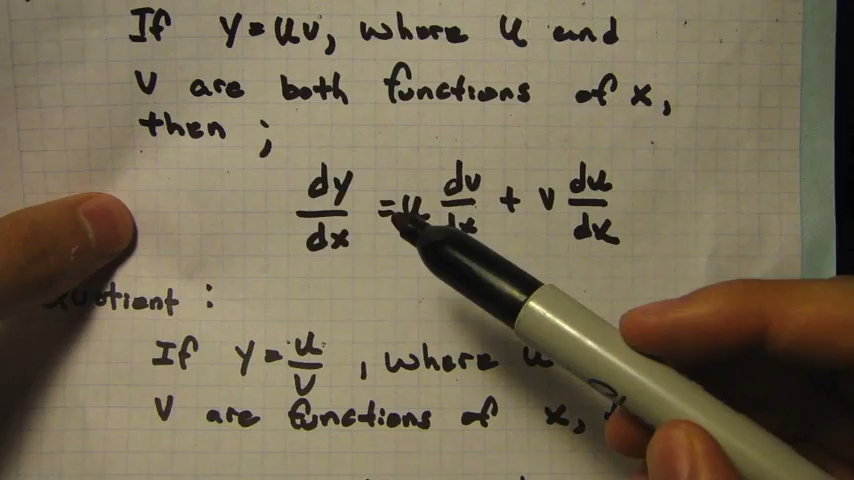 If y = uv, where u and
v are both functions of x,
then ;
dy/dx = u dv/dx + v du/dx
Quotient :
If y = u/v , where u
v are functions of x,